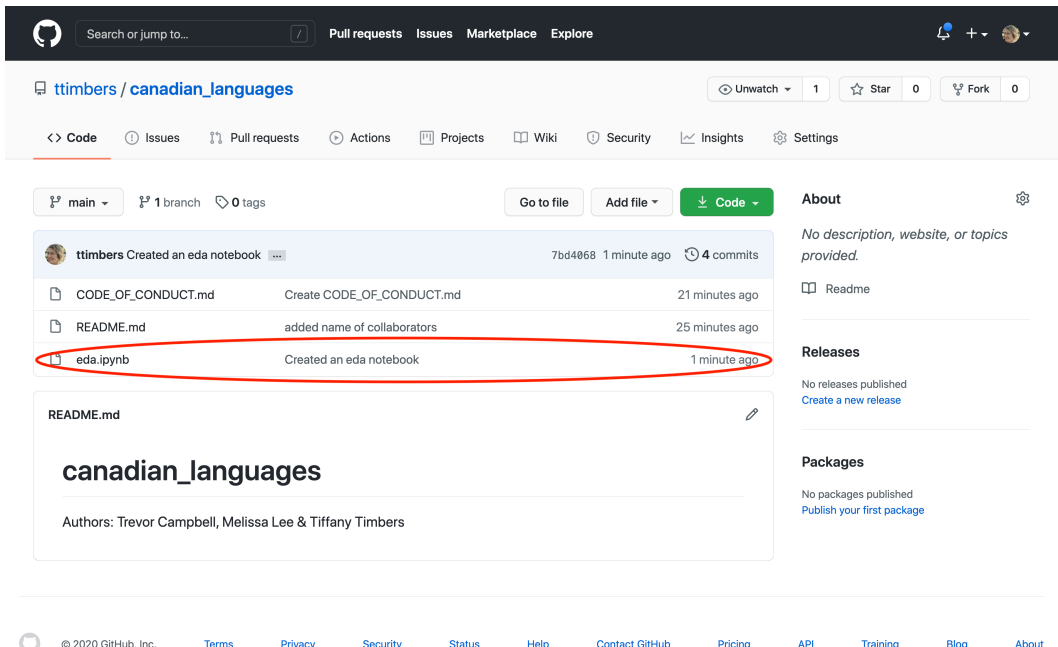 Search or jump to... /
Pull requests Issues Marketplace Explore
ttimbers / canadian_languages
Unwatch 1 Star 0 Fork 0
Code Issues Pull requests Actions Projects Wiki Security Insights Settings
main 1 branch 0 tags Go to file Add file Code
ttimbers Created an eda notebook ... 7bd4068 1 minute ago 4 commits
CODE_OF_CONDUCT.md Create CODE_OF_CONDUCT.md 21 minutes ago
README.md added name of collaborators 25 minutes ago
eda.ipynb Created an eda notebook 1 minute ago
README.md
canadian_languages
Authors: Trevor Campbell, Melissa Lee & Tiffany Timbers
About
No description, website, or topics
provided.
Readme
Releases
No releases published
Create a new release
Packages
No packages published
Publish your first package
© 2020 GitHub, Inc. Terms Privacy Security Status Help Contact GitHub Pricing API Training Blog About